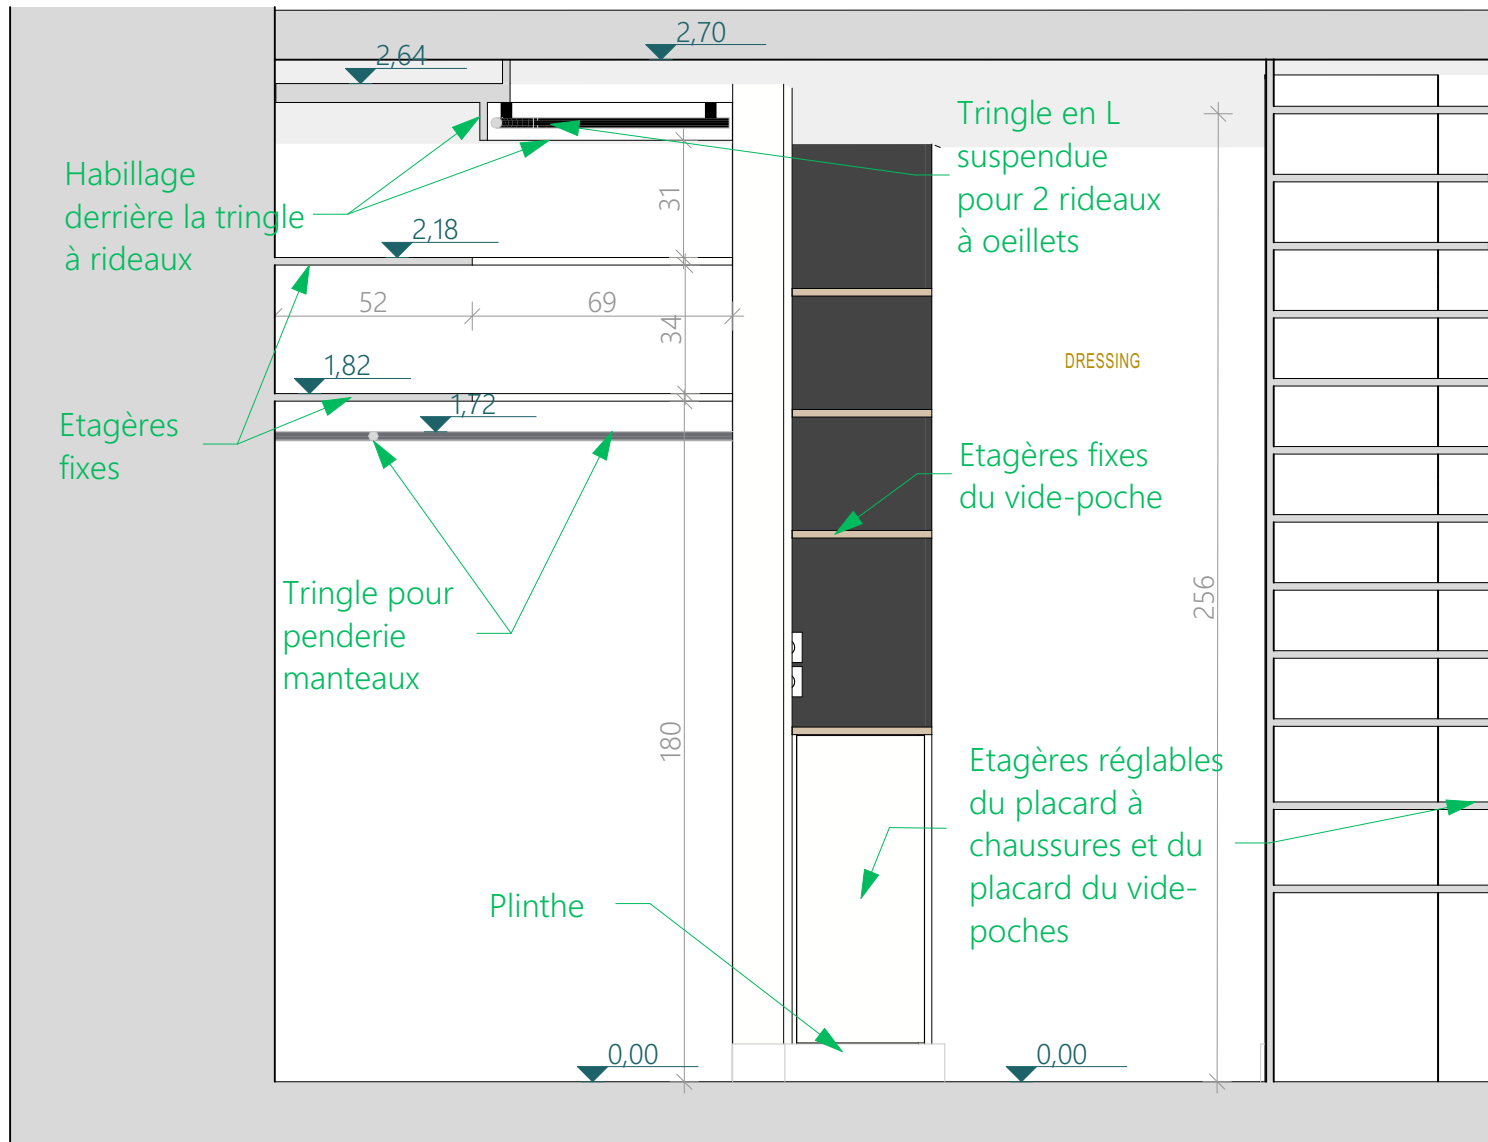 2,70
2,64
Tringle en L
suspendue
pour 2 rideaux
à oeillets
Habillage
derrière la tringle
à rideaux
31
2,18
52
69
34
DRESSING
1,82
1,72
Etagères
fixes
Etagères fixes
du vide-poche
256
Tringle pour
penderie
manteaux
180
Etagères réglables
du placard à
chaussures et du
placard du vide-
poches
Plinthe
0,00
0,00